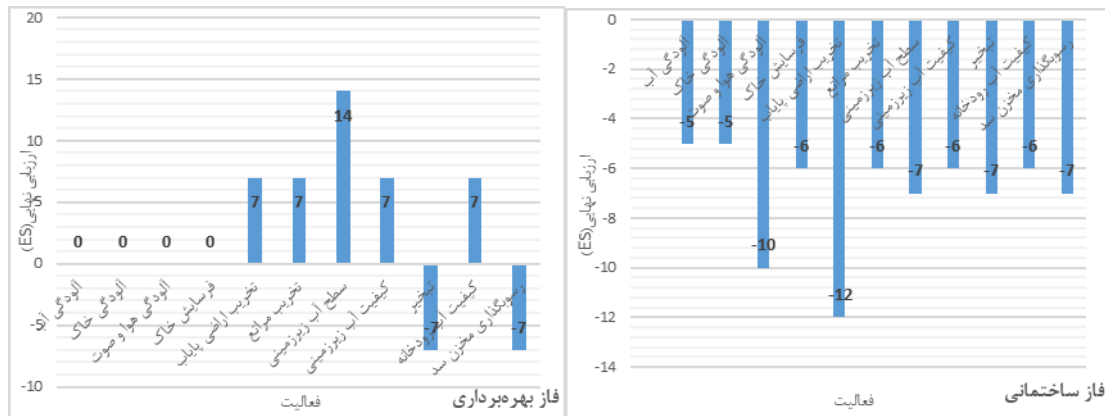 20
15
10
5
0
-5
-10
ارزیابی نهایی(ES)
0
0
0
0
7
7
14
7
-7
7
-7
آلودگی آب
آلودگی خاک
آلودگی هوا و صوت
فرسایش خاک
تخریب اراضی پایاب
تخریب مراتع
سطح آب زیرزمینی
کیفیت آب زیرزمینی
تبخیر
کیفیت آب رودخانه
رسوبگذاری مخزن سد
فعالیت
فاز بهره‌برداری
0
-2
-4
-6
-8
-10
-12
-14
ارزیابی نهایی(ES)
آلودگی آب
آلودگی خاک
آلودگی هوا و صوت
فرسایش خاک
تخریب اراضی پایاب
تخریب مراتع
سطح آب زیرزمینی
کیفیت آب زیرزمینی
تبخیر
کیفیت آب رودخانه
رسوبگذاری مخزن سد
-5
-5
-10
-6
-12
-6
-7
-6
-7
-6
-7
فعالیت
فاز ساختمانی